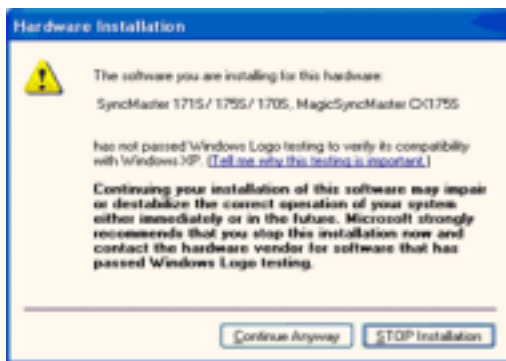 Hardware Installation
The software you are installing for this hardware:
SyncMaster 171S/ 175S/ 170S, MagicSyncMaster CX175S
has not passed Windows Logo testing to verify its compatibility
with Windows XP. (Tell me why this testing is important.)
Continuing your installation of this software may impair
or destabilize the correct operation of your system
either immediately or in the future. Microsoft strongly
recommends that you stop this installation now and
contact the hardware vendor for software that has
passed Windows Logo testing.
Continue Anyway
STOP Installation